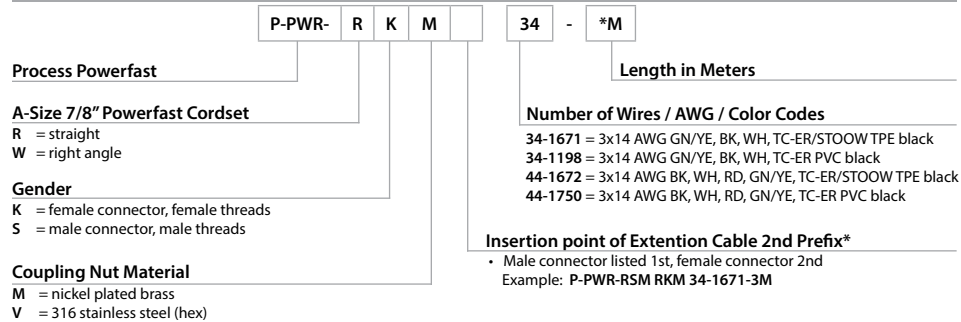 P-PWR- R K M 34 - *M
Process Powerfast
Length in Meters
A-Size 7/8” Powerfast Cordset
R = straight
W = right angle
Number of Wires / AWG / Color Codes
34-1671 = 3x14 AWG GN/YE, BK, WH, TC-ER/STOOW TPE black
34-1198 = 3x14 AWG GN/YE, BK, WH, TC-ER PVC black
44-1672 = 3x14 AWG BK, WH, RD, GN/YE, TC-ER/STOOW TPE black
44-1750 = 3x14 AWG BK, WH, RD, GN/YE, TC-ER PVC black
Gender
K = female connector, female threads
S = male connector, male threads
Insertion point of Extention Cable 2nd Prefix*
• Male connector listed 1st, female connector 2nd
Example: P-PWR-RSM RKM 34-1671-3M
Coupling Nut Material
M = nickel plated brass
V = 316 stainless steel (hex)